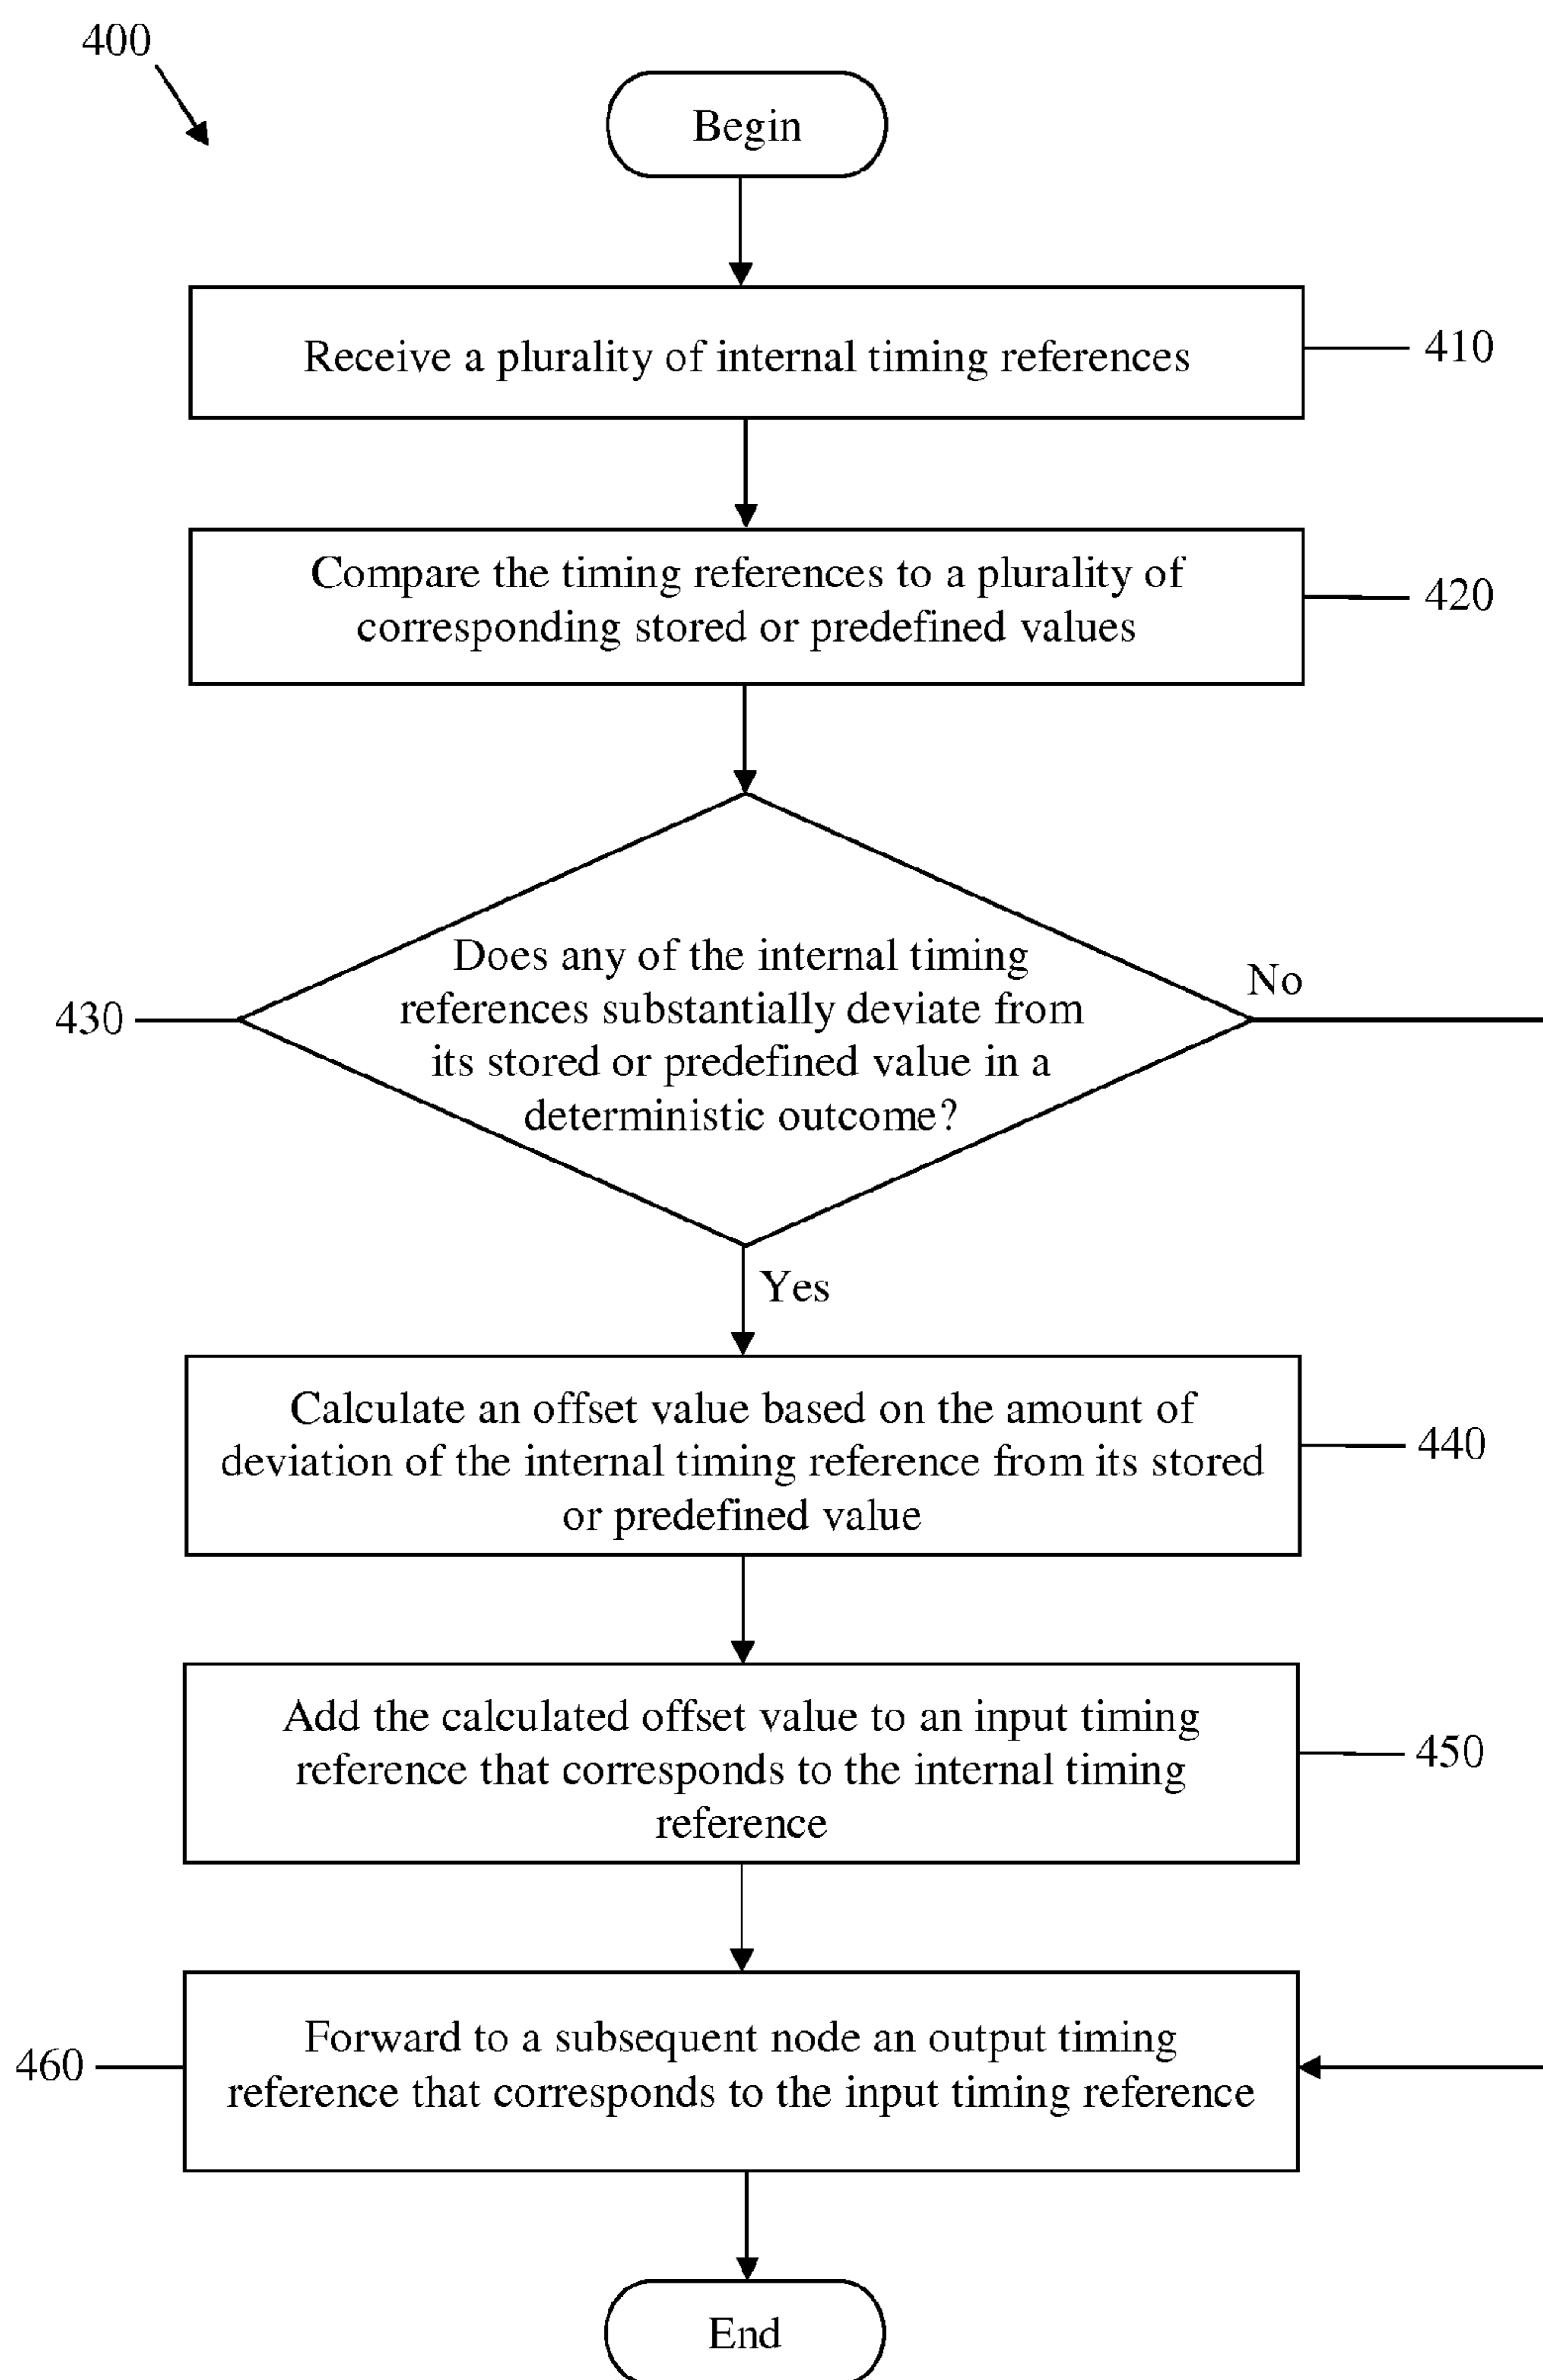 400
Begin
Receive a plurality of internal timing references
410
Compare the timing references to a plurality of
corresponding stored or predefined values
420
Does any of the internal timing
references substantially deviate from
its stored or predefined value in a
deterministic outcome?
430
No
Yes
Calculate an offset value based on the amount of
deviation of the internal timing reference from its stored
or predefined value
440
Add the calculated offset value to an input timing
reference that corresponds to the internal timing
reference
450
Forward to a subsequent node an output timing
reference that corresponds to the input timing reference
460
End